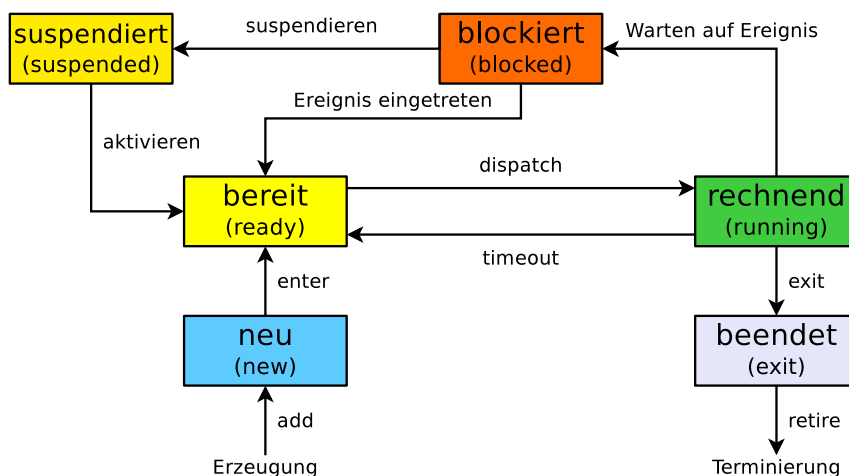 suspendiert
(suspended)
suspendieren
blockiert
(blocked)
Warten auf Ereignis
Ereignis eingetreten
aktivieren
bereit
(ready)
dispatch
timeout
rechnend
(running)
enter
exit
neu
(new)
beendet
(exit)
add
retire
Erzeugung
Terminierung